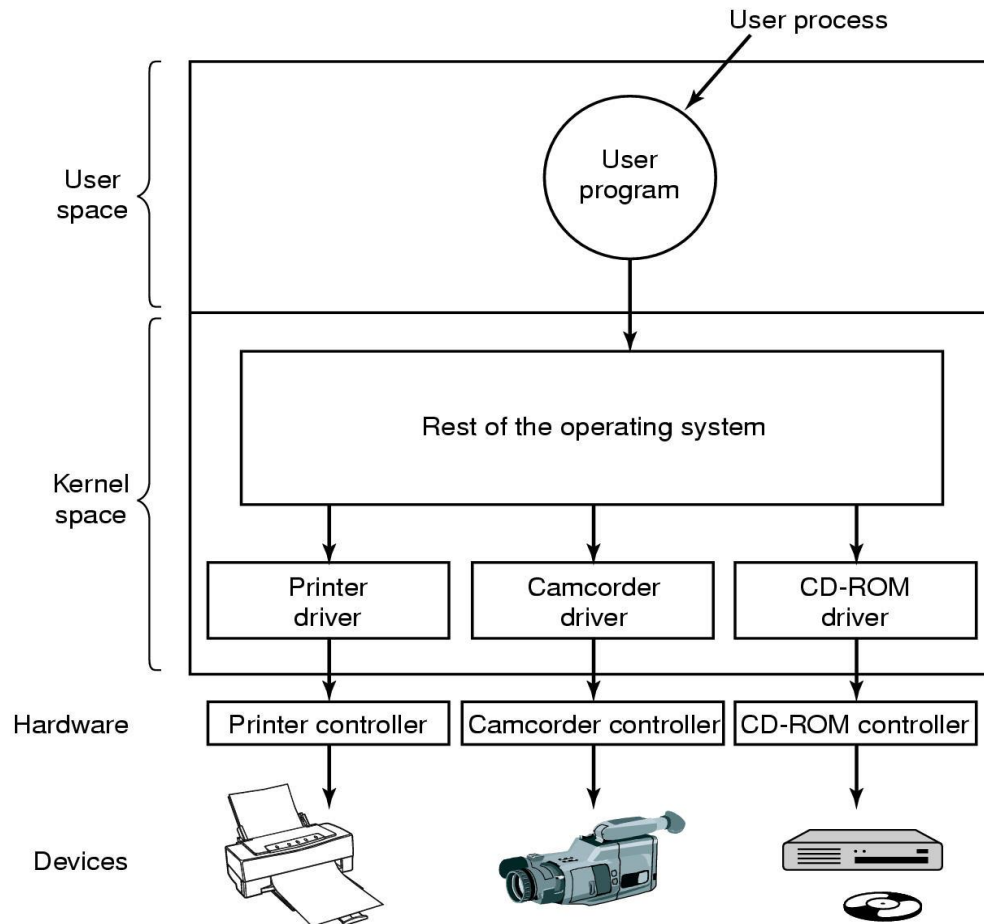 User process
User
space
User
program
Kernel
space
Rest of the operating system
Printer
driver
Camcorder
driver
CD-ROM
driver
Hardware
Printer controller
Camcorder controller
CD-ROM controller
Devices